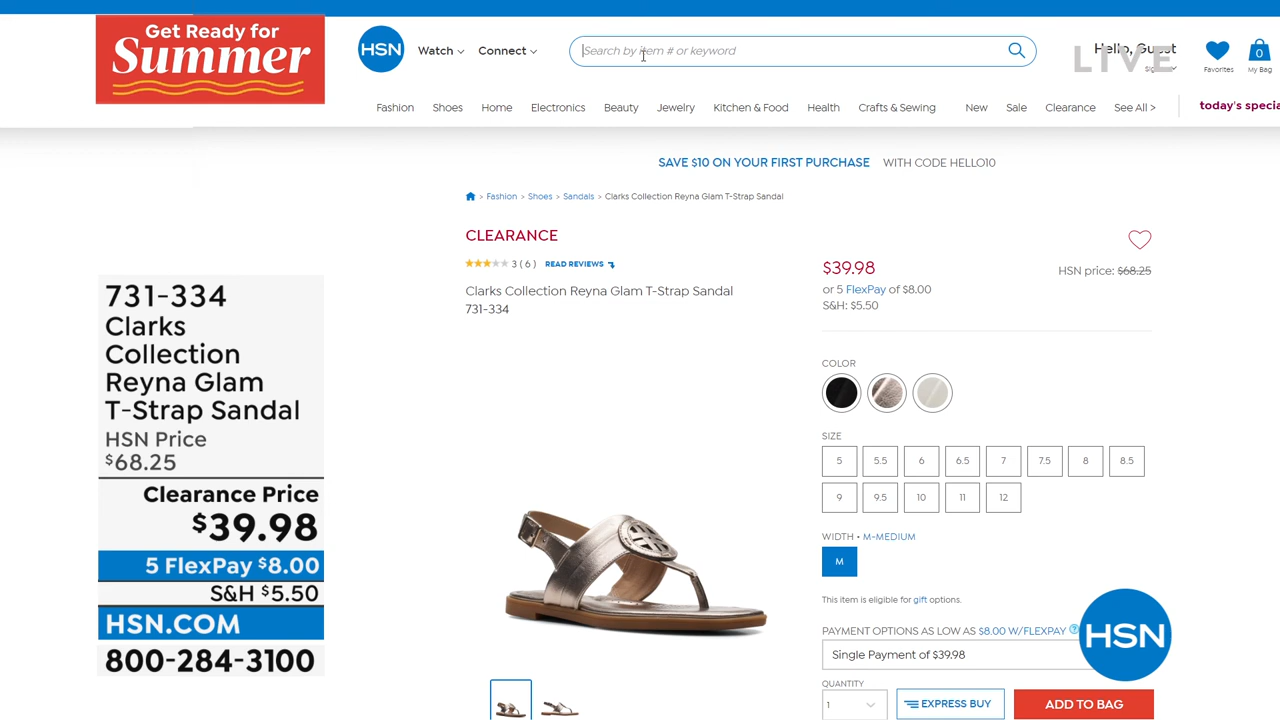 Get Ready for
Summer
HSN
Watch
Connect
Search by item # or keyword
Hello, Guest
LIVE
Favorites
0
My Bag
Fashion
Shoes
Home
Electronics
Beauty
Jewelry
Kitchen & Food
Health
Crafts & Sewing
New
Sale
Clearance
See All >
today's specia
SAVE $10 ON YOUR FIRST PURCHASE WITH CODE HELLO10
> Fashion > Shoes > Sandals > Clarks Collection Reyna Glam T-Strap Sandal
CLEARANCE
3 ( 6 ) READ REVIEWS
Clarks Collection Reyna Glam T-Strap Sandal
731-334
$39.98
HSN price: $68.25
or 5 FlexPay of $8.00
S&H: $5.50
COLOR
SIZE
5 5.5 6 6.5 7 7.5 8 8.5
9 9.5 10 11 12
WIDTH • M-MEDIUM
M
This item is eligible for gift options.
PAYMENT OPTIONS AS LOW AS $8.00 W/FLEXPAY ?
Single Payment of $39.98
QUANTITY
1
EXPRESS BUY
ADD TO BAG
HSN
731-334
Clarks
Collection
Reyna Glam
T-Strap Sandal
HSN Price
$68.25
Clearance Price
$39.98
5 FlexPay $8.00
S&H $5.50
HSN.COM
800-284-3100